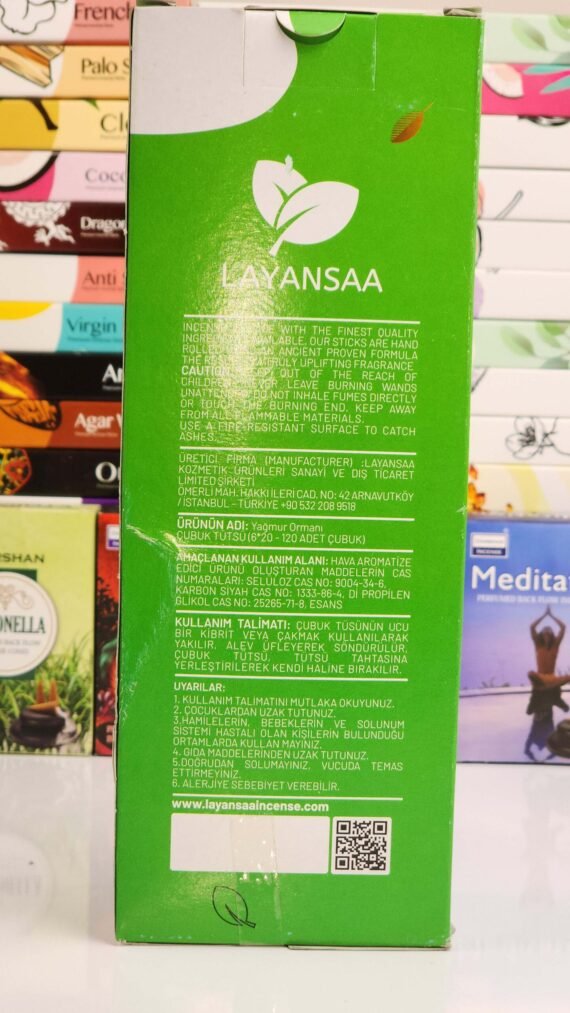 French
Palo S
Cl
Coco
Drago
Anti S
Virgin
A
Agar
O
LAYANSAA
INCENSE MADE WITH THE FINEST QUALITY
INGREDIENTS AVAILABLE. OUR STICKS ARE HAND
ROLLED AN ANCIENT PROVEN FORMULA
THE TRULY UPLIFTING FRAGRANCE
CAUTION: OUT OF THE REACH OF
CHILDREN. NEVER LEAVE BURNING WANDS
UNATTENDED. DO NOT INHALE FUMES DIRECTLY
OR TOUCH THE BURNING END. KEEP AWAY
FROM ALL FLAMMABLE MATERIALS.
USE A FIRE-RESISTANT SURFACE TO CATCH
ASHES.
ÜRETİCİ FİRMA (MANUFACTURER) :LAYANSAA
KOZMETİK ÜRÜNLERİ SANAYİ VE DIŞ TİCARET
LİMİTED ŞİRKETİ
ÖMERLİ MAH. HAKKI İLERİ CAD. NO: 42 ARNAVUTKÖY
/ İSTANBUL - TÜRKİYE +90 532 208 9518
ÜRÜNÜN ADI: Yağmur Ormanı
ÇUBUK TÜTSÜ (6*20 - 120 ADET ÇUBUK)
AMAÇLANAN KULLANIM ALANI: HAVA AROMATİZE
EDİCİ ÜRÜNÜ OLUŞTURAN MADDELERİN CAS
NUMARALARI: SELULOZ CAS NO: 9004-34-6,
KARBON SİYAH CAS NO: 1333-86-4, Dİ PROPİLEN
GLİKOL CAS NO: 25265-71-8, ESANS
KULLANIM TALİMATI: ÇUBUK TÜSÜNÜN UCU
BİR KİBRİT VEYA ÇAKMAK KULLANILARAK
YAKILIR, ALEV ÜFLEYEREK SÖNDÜRÜLÜR.
ÇUBUK TÜTSÜ, TÜTSÜ TAHTASINA
YERLEŞTİRİLEREK KENDİ HALİNE BIRAKILIR.
UYARILAR:
1. KULLANIM TALİMATINI MUTLAKA OKUYUNUZ.
2. ÇOCUKLARDAN UZAK TUTUNUZ.
3.HAMİLELERİN, BEBEKLERİN VE SOLUNUM
SİSTEMİ HASTALI OLAN KİŞİLERİN BULUNDUĞU
ORTAMLARDA KULLAN MAYINIZ.
4. GIDA MADDELERİNDEN UZAK TUTUNUZ.
5.DOĞRUDAN SOLUMAYINIZ, VUCUDA TEMAS
ETTİRMEYİNİZ.
6. ALERJİYE SEBEBİYET VEREBİLİR.
www.layansaaincense.com
RSHAN
ONELLA
INCENSE
Medita